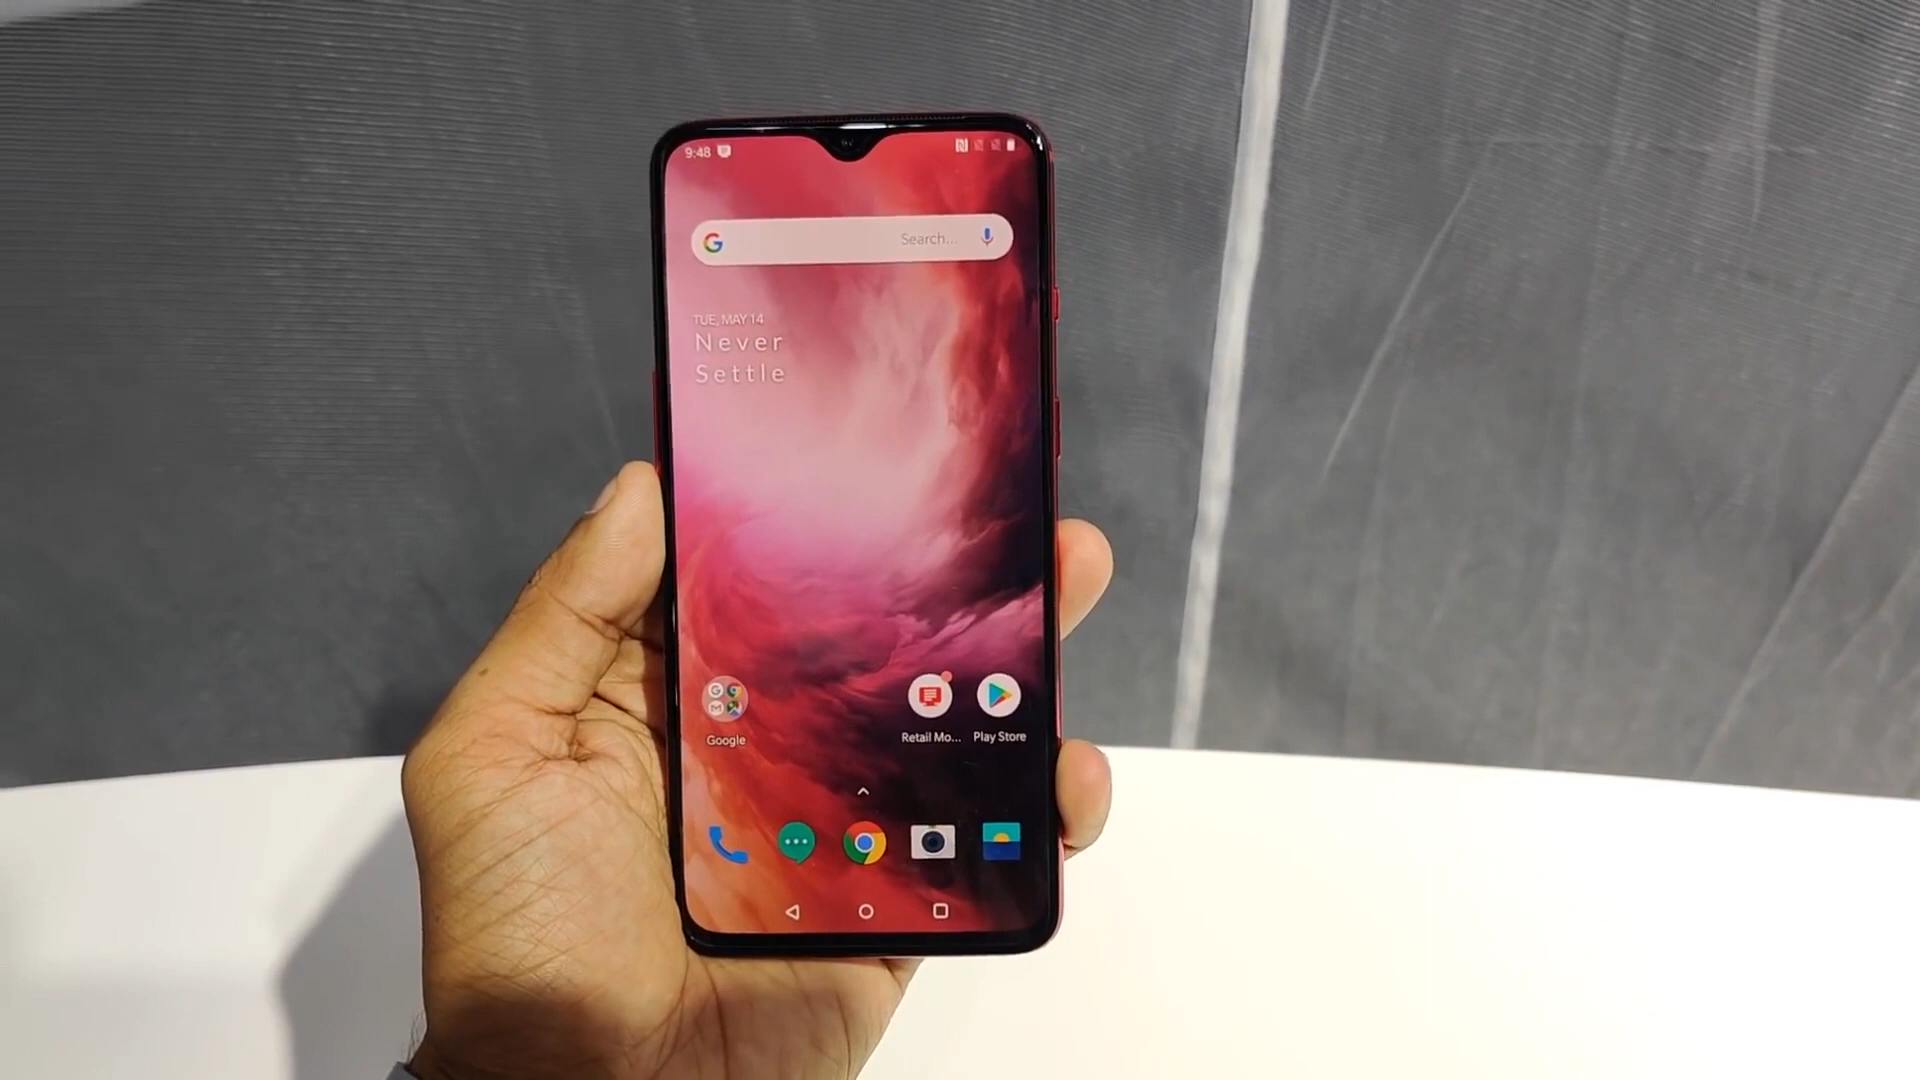 9:48
Search...
TUE, MAY 14
Never
Settle
Google
Retail Mo...
Play Store